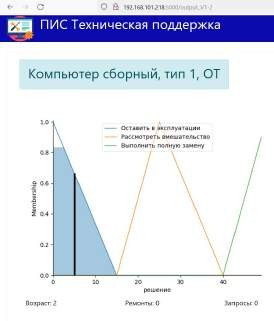 192.168.101.218:5000/output_V1-2
ПИС Техническая поддержка
Компьютер сборный, тип 1, ОТ
Оставить в эксплуатации
Рассмотреть вмешательство
Выполнить полную замену
Membership
1.0
0.8
0.6
0.4
0.2
0.0
0 10 20 30 40
решение
Возраст: 2 Ремонты: 0 Запросы: 0